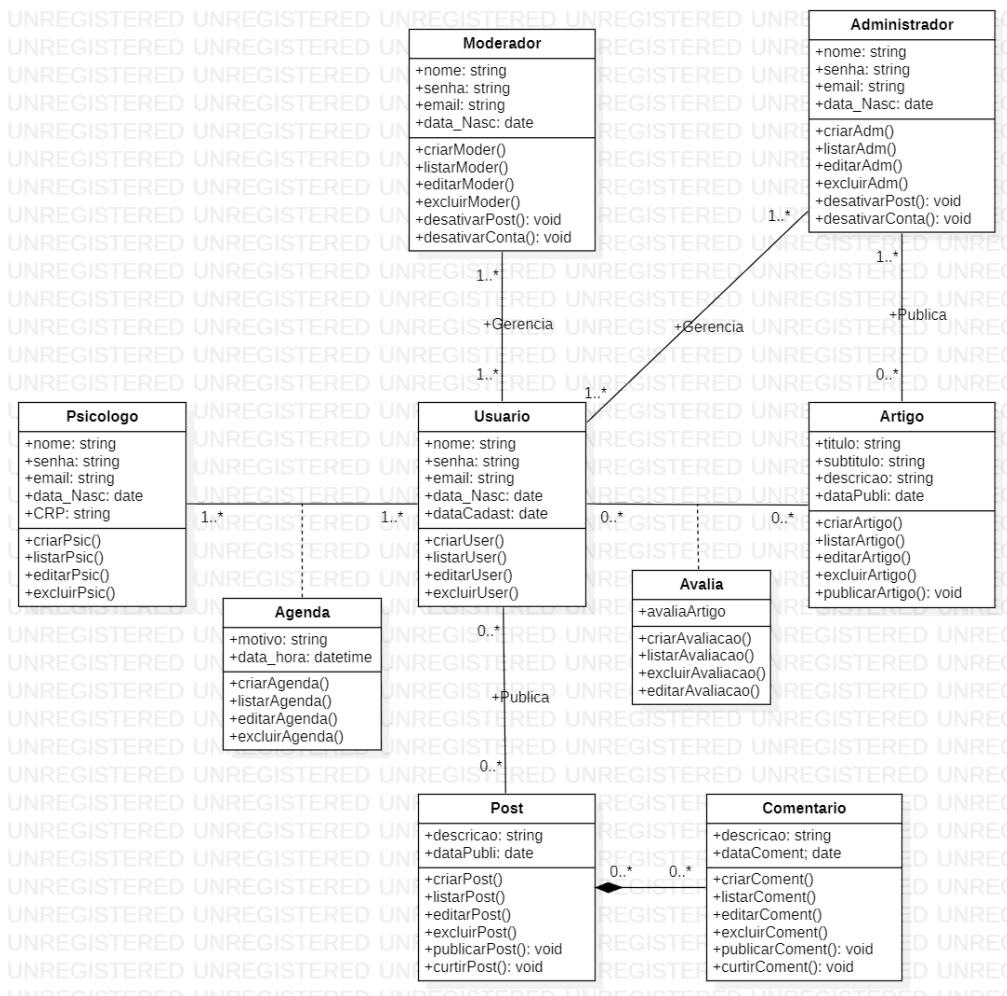 UNREGISTERED UNREGISTERED UNREGISTERED UNREGISTERED UNREGISTERED
Moderador
+nome: string
+senha: string
+email: string
+data_Nasc: date
+criarModer()
+listarModer()
+editarModer()
+excluirModer()
+desativarPost(): void
+desativarConta(): void
Administrador
+nome: string
+senha: string
+email: string
+data_Nasc: date
+criarAdm()
+listarAdm()
+editarAdm()
+excluirAdm()
+desativarPost(): void
+desativarConta(): void
1..*
1..*
1..*
+Gerencia
+Gerencia
+Publica
1..*
1..*
0..*
Psicologo
+nome: string
+senha: string
+email: string
+data_Nasc: date
+CRP: string
+criarPsic()
+listarPsic()
+editarPsic()
+excluirPsic()
1..*
1..*
Usuario
+nome: string
+senha: string
+email: string
+data_Nasc: date
+dataCadast: date
+criarUser()
+listarUser()
+editarUser()
+excluirUser()
0..*
0..*
Artigo
+titulo: string
+subtitulo: string
+descricao: string
+dataPubli: date
+criarArtigo()
+listarArtigo()
+editarArtigo()
+excluirArtigo()
+publicarArtigo(): void
Agenda
+motivo: string
+data_hora: datetime
+criarAgenda()
+listarAgenda()
+editarAgenda()
+excluirAgenda()
Avalia
+avaliaArtigo
+criarAvaliacao()
+listarAvaliacao()
+excluirAvaliacao()
+editarAvaliacao()
0..*
+Publica
0..*
Post
+descricao: string
+dataPubli: date
+criarPost()
+listarPost()
+editarPost()
+excluirPost()
+publicarPost(): void
+curtirPost(): void
0..*
0..*
Comentario
+descricao: string
+dataComent; date
+criarComent()
+listarComent()
+editarComent()
+excluirComent()
+publicarComent(): void
+curtirComent(): void